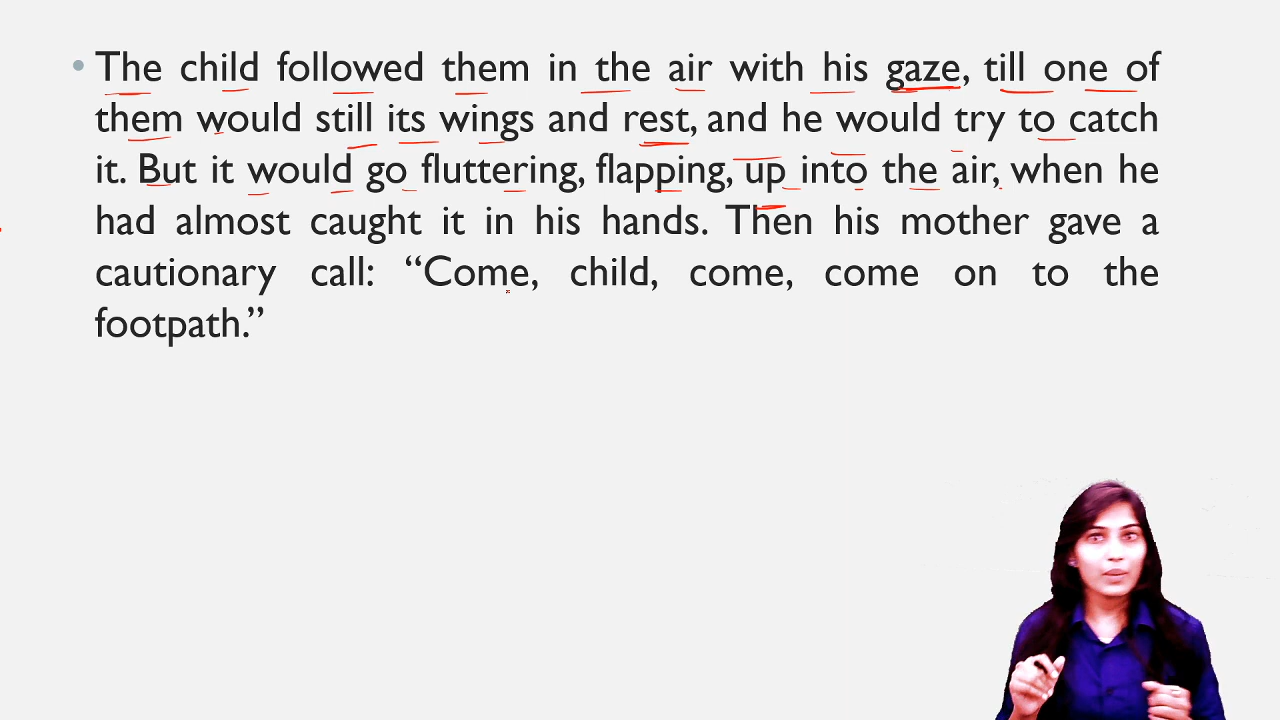 • The child followed them in the air with his gaze, till one of
them would still its wings and rest, and he would try to catch
it. But it would go fluttering, flapping, up into the air, when he
had almost caught it in his hands. Then his mother gave a
cautionary call: “Come, child, come, come on to the
footpath.”